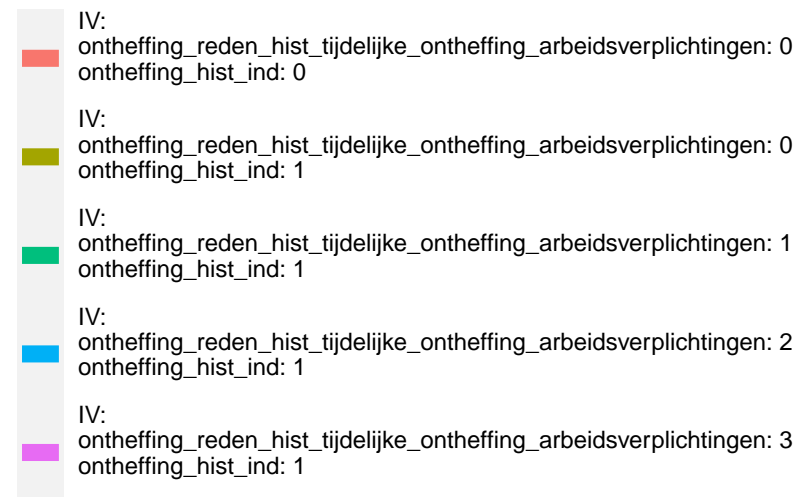 IV:
ontheffing_reden_hist_tijdelijke_ontheffing_arbeidsverplichtingen: 0
ontheffing_hist_ind: 0
IV:
ontheffing_reden_hist_tijdelijke_ontheffing_arbeidsverplichtingen: 0
ontheffing_hist_ind: 1
IV:
ontheffing_reden_hist_tijdelijke_ontheffing_arbeidsverplichtingen: 1
ontheffing_hist_ind: 1
IV:
ontheffing_reden_hist_tijdelijke_ontheffing_arbeidsverplichtingen: 2
ontheffing_hist_ind: 1
IV:
ontheffing_reden_hist_tijdelijke_ontheffing_arbeidsverplichtingen: 3
ontheffing_hist_ind: 1